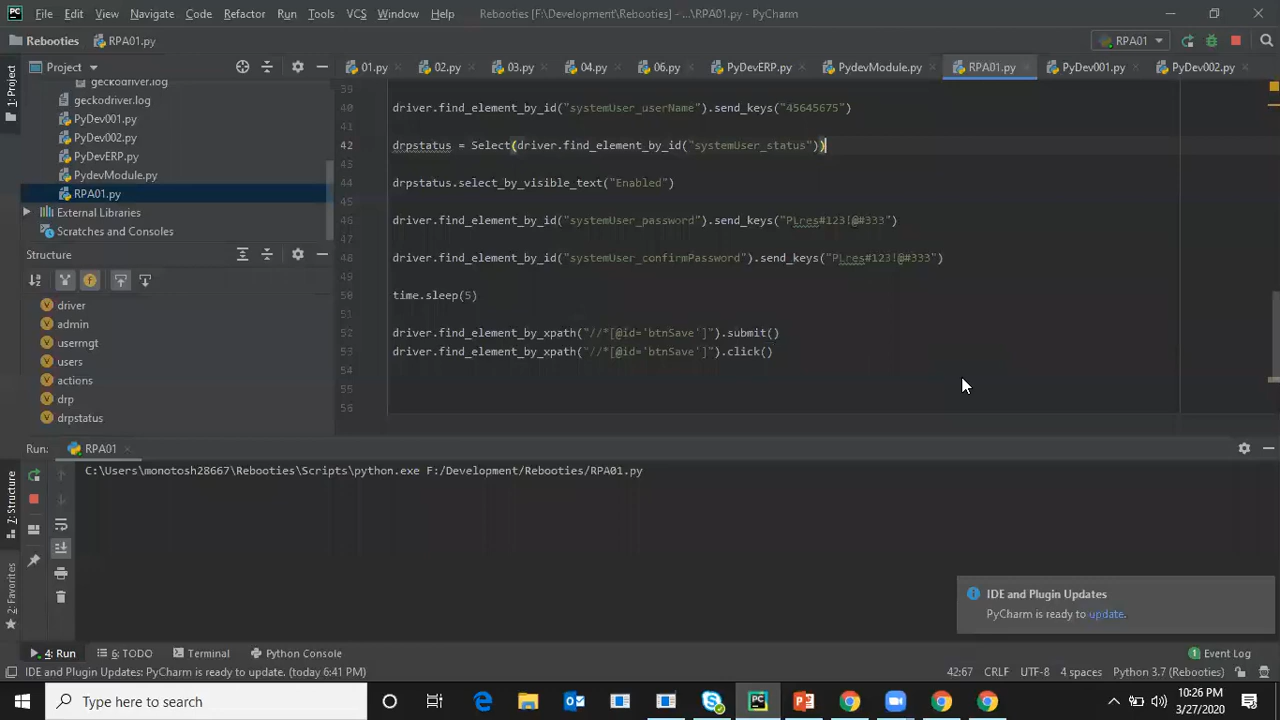 File Edit View Navigate Code Refactor Run Tools VCS Window Help Rebooties [F:\Development\Rebooties] - ...\RPA01.py - PyCharm
Rebooties RPA01.py RPA01
1: Project
Project 01.py 02.py 03.py 04.py 06.py PyDevERP.py PydevModule.py RPA01.py PyDev001.py PyDev002.py
geckodriver.log
geckodriver.log
PyDev001.py
PyDev002.py
PyDevERP.py
PydevModule.py
RPA01.py
External Libraries
Scratches and Consoles
Structure
driver
admin
usermgt
users
actions
drp
drpstatus
39
40 driver.find_element_by_id("systemUser_userName").send_keys("45645675")
41
42 drpstatus = Select(driver.find_element_by_id("systemUser_status"))
43
44 drpstatus.select_by_visible_text("Enabled")
45
46 driver.find_element_by_id("systemUser_password").send_keys("PLres#123!@#333")
47
48 driver.find_element_by_id("systemUser_confirmPassword").send_keys("PLres#123!@#333")
49
50 time.sleep(5)
51
52 driver.find_element_by_xpath("//*[@id='btnSave']").submit()
53 driver.find_element_by_xpath("//*[@id='btnSave']").click()
54
55
56
Run: RPA01
C:\Users\monotosh28667\Rebooties\Scripts\python.exe F:/Development/Rebooties/RPA01.py
7: Structure
2: Favorites
IDE and Plugin Updates
PyCharm is ready to update.
4: Run 6: TODO Terminal Python Console 1 Event Log
IDE and Plugin Updates: PyCharm is ready to update. (today 6:41 PM) 42:67 CRLF UTF-8 4 spaces Python 3.7 (Rebooties)
Type here to search
10:26 PM
3/27/2020